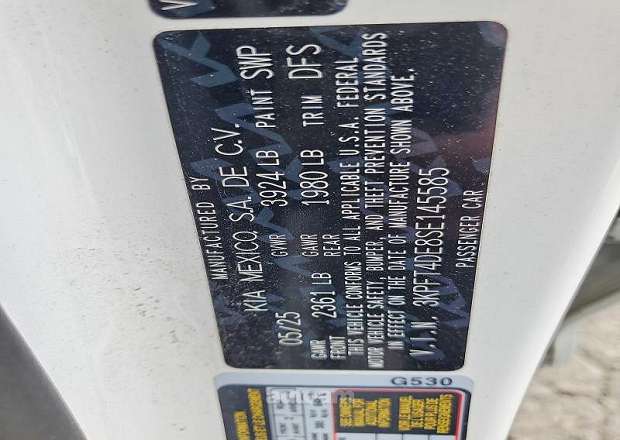 MANUFACTURED BY
KIA MEXICO, S.A. DE C.V.
05/25 GVWR 3924 LB PAINT SWP
GAWR FRONT 2361 LB GAWR REAR 1980 LB TRIM DFS
THIS VEHICLE CONFORMS TO ALL APPLICABLE U.S.A. FEDERAL
MOTOR VEHICLE SAFETY, BUMPER, AND THEFT PREVENTION STANDARDS
IN EFFECT ON THE DATE OF MANUFACTURE SHOWN ABOVE.
V.I.N. 3KPFT4DE8SE145585
PASSENGER CAR
G530